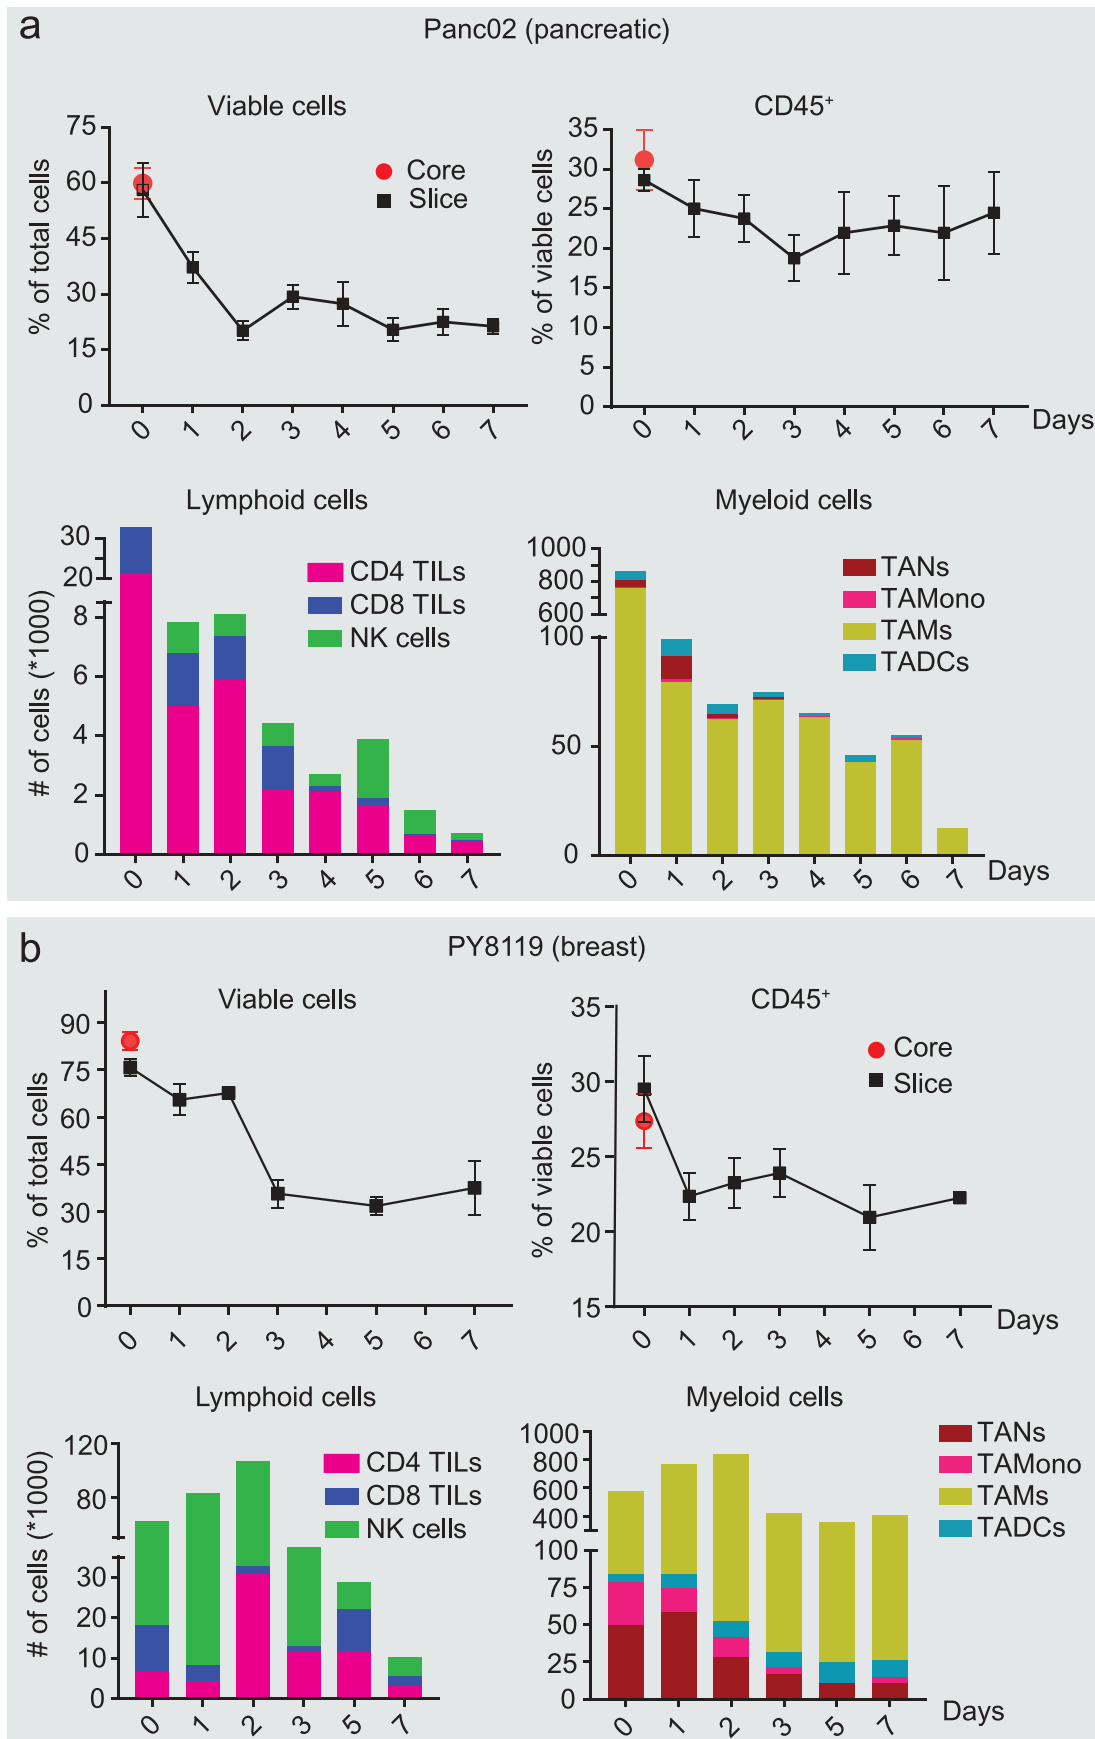 a
Panc02 (pancreatic)
Viable cells
CD45+
% of total cells
75
60
45
30
15
0
Core
Slice
0 1 2 3 4 5 6 7
% of viable cells
35
30
25
20
15
10
5
0
0 1 2 3 4 5 6 7
Days
Lymphoid cells
Myeloid cells
# of cells (*1000)
30
20
8
6
4
2
0
CD4 TILs
CD8 TILs
NK cells
0 1 2 3 4 5 6 7
1000
800
600
100
50
0
TANs
TAMono
TAMs
TADCs
0 1 2 3 4 5 6 7
Days
b
PY8119 (breast)
Viable cells
CD45+
% of total cells
90
75
60
45
30
15
0
0 1 2 3 4 5 6 7
% of viable cells
35
30
25
20
15
Core
Slice
0 1 2 3 4 5 6 7
Days
Lymphoid cells
Myeloid cells
# of cells (*1000)
120
80
30
20
10
0
CD4 TILs
CD8 TILs
NK cells
0 1 2 3 5 7
1000
800
600
400
100
75
50
25
0
TANs
TAMono
TAMs
TADCs
0 1 2 3 5 7
Days